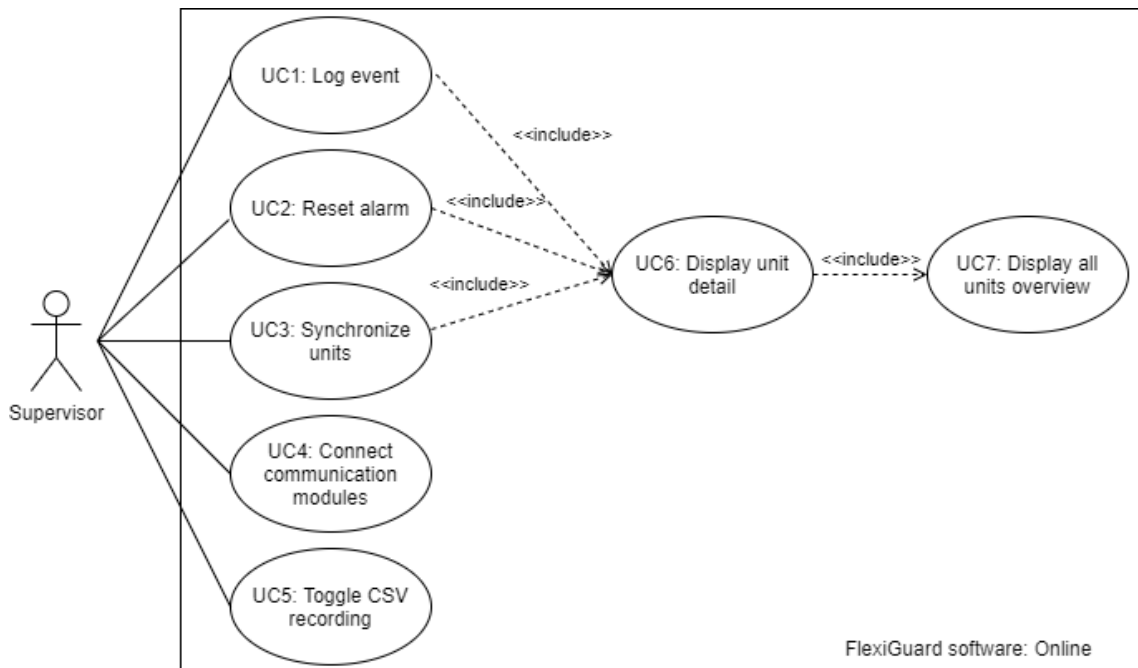 UC1: Log event
<<include>>
UC2: Reset alarm
<<include>>
UC6: Display unit
detail
<<include>>
UC7: Display all
units overview
<<include>>
UC3: Synchronize
units
Supervisor
UC4: Connect
communication
modules
UC5: Toggle CSV
recording
FlexiGuard software: Online